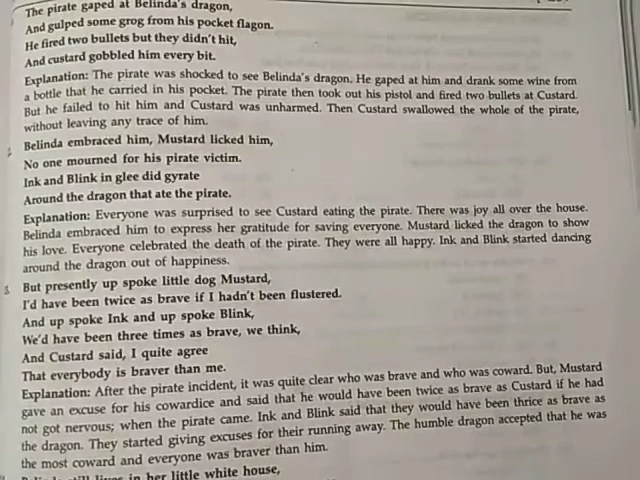 The pirate gaped at Belinda's dragon,
And gulped some grog from his pocket flagon.
He fired two bullets but they didn't hit,
And custard gobbled him every bit.
Explanation: The pirate was shocked to see Belinda's dragon. He gaped at him and drank some wine from
a bottle that he carried in his pocket. The pirate then took out his pistol and fired two bullets at Custard.
But he failed to hit him and Custard was unharmed. Then Custard swallowed the whole of the pirate,
without leaving any trace of him.
Belinda embraced him, Mustard licked him,
No one mourned for his pirate victim.
Ink and Blink in glee did gyrate
Around the dragon that ate the pirate.
Explanation: Everyone was surprised to see Custard eating the pirate. There was joy all over the house.
Belinda embraced him to express her gratitude for saving everyone. Mustard licked the dragon to show
his love. Everyone celebrated the death of the pirate. They were all happy. Ink and Blink started dancing
around the dragon out of happiness.
But presently up spoke little dog Mustard,
I'd have been twice as brave if I hadn't been flustered.
And up spoke Ink and up spoke Blink,
We'd have been three times as brave, we think,
And Custard said, I quite agree
That everybody is braver than me.
Explanation: After the pirate incident, it was quite clear who was brave and who was coward. But, Mustard
gave an excuse for his cowardice and said that he would have been twice as brave as Custard if he had
not got nervous; when the pirate came. Ink and Blink said that they would have been thrice as brave as
the dragon. They started giving excuses for their running away. The humble dragon accepted that he was
the most coward and everyone was braver than him.
in her little white house,